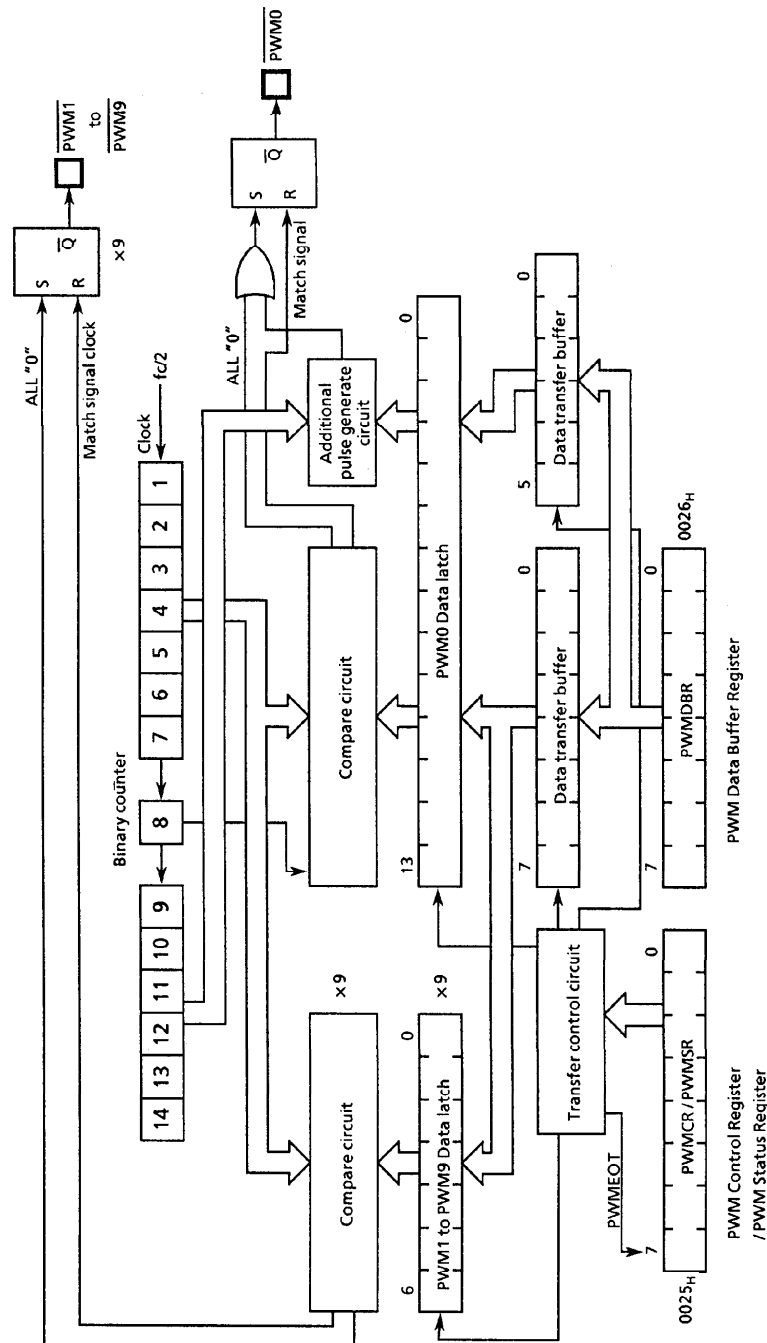 PWM1
to
PWM9
Q
S
R
×9
PWM0
Q
S
R
Match signal
ALL "0"
Match signal clock
ALL "0"
fc/2
Clock
1
2
3
4
5
6
7
8
9
10
11
12
13
14
Binary counter
Additional
pulse generate
circuit
Compare circuit
Compare circuit
×9
13
PWM0 Data latch
0
6
PWM1 to PWM9 Data latch
0
×9
7
Data transfer buffer
0
5
Data transfer buffer
0
Transfer control circuit
PWMEOT
7
PWMCR / PWMSR
0
0025H
PWM Control Register
/ PWM Status Register
7
PWMDBR
0
0026H
PWM Data Buffer Register